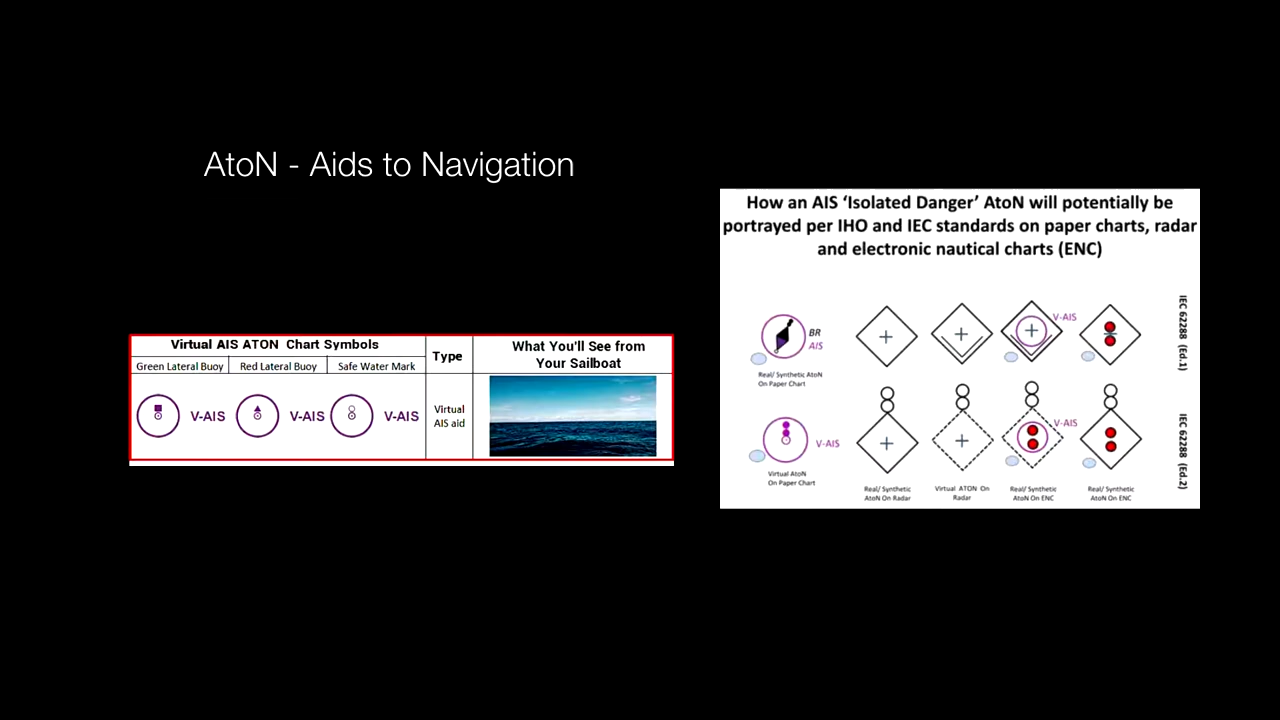 AtoN - Aids to Navigation
Virtual AIS ATON Chart Symbols
Green Lateral Buoy
Red Lateral Buoy
Safe Water Mark
Type
What You'll See from
Your Sailboat
V-AIS
V-AIS
V-AIS
Virtual
AIS aid
How an AIS ‘Isolated Danger’ AtoN will potentially be
portrayed per IHO and IEC standards on paper charts, radar
and electronic nautical charts (ENC)
BR
AIS
V-AIS
Real/ Synthetic AtoN
On Paper Chart
IEC 62288 (Ed.1)
V-AIS
V-AIS
Virtual AtoN
On Paper Chart
Real/ Synthetic
AtoN On Radar
Virtual ATON On
Radar
Real/ Synthetic
AtoN On ENC
Real/ Synthetic
AtoN On ENC
IEC 62288 (Ed.2)